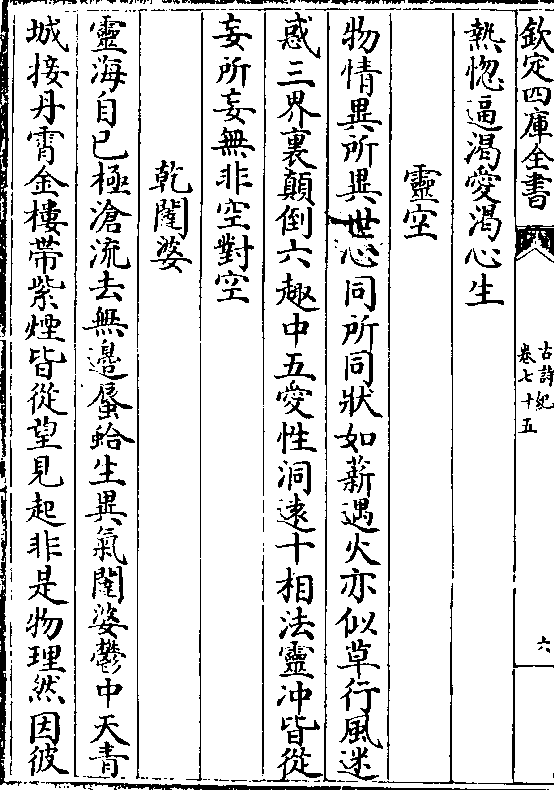 欽定四庫全書
古詩紀
卷七十五
六
熱惚逼渇愛渇心生
靈空
物情異所異世心同所同狀如薪遇火亦似草行風迷
惑三界裏顛倒六趣中五愛性洞遠十相法靈冲皆從
妄所妄無非空對空
乾闥婆
靈海自已極滄流去無邉蜃蛤生異氣闥婆鬱中天青
城接丹霄金樓帶紫煙皆從望見起非是物理然因彼